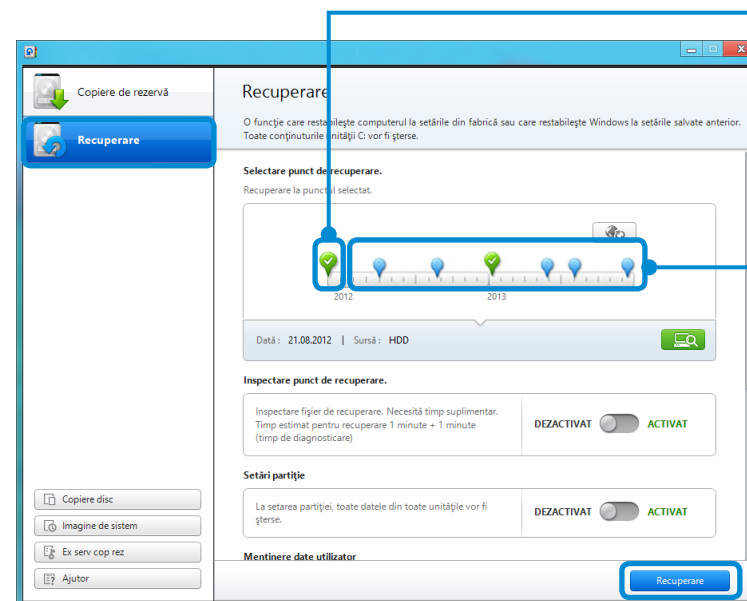 Copiere de rezervă
Recuperare
Recuperare
O funcție care restabilește computerul la setările din fabrică sau care restabilește Windows la setările salvate anterior.
Toate conținuturile unității C: vor fi șterse.
Selectare punct de recuperare.
Recuperare la punctul selectat.
2012 2013
Dată : 21.08.2012 | Sursă : HDD
Inspectare punct de recuperare.
Inspectare fișier de recuperare. Necesită timp suplimentar.
Timp estimat pentru recuperare 1 minute + 1 minute
(timp de diagnosticare)
DEZACTIVAT ACTIVAT
Setări partiție
La setarea partiției, toate datele din toate unitățile vor fi
șterse.
DEZACTIVAT ACTIVAT
Menținere date utilizator
Copiere disc
Imagine de sistem
Ex serv cop rez
Ajutor
Recuperare